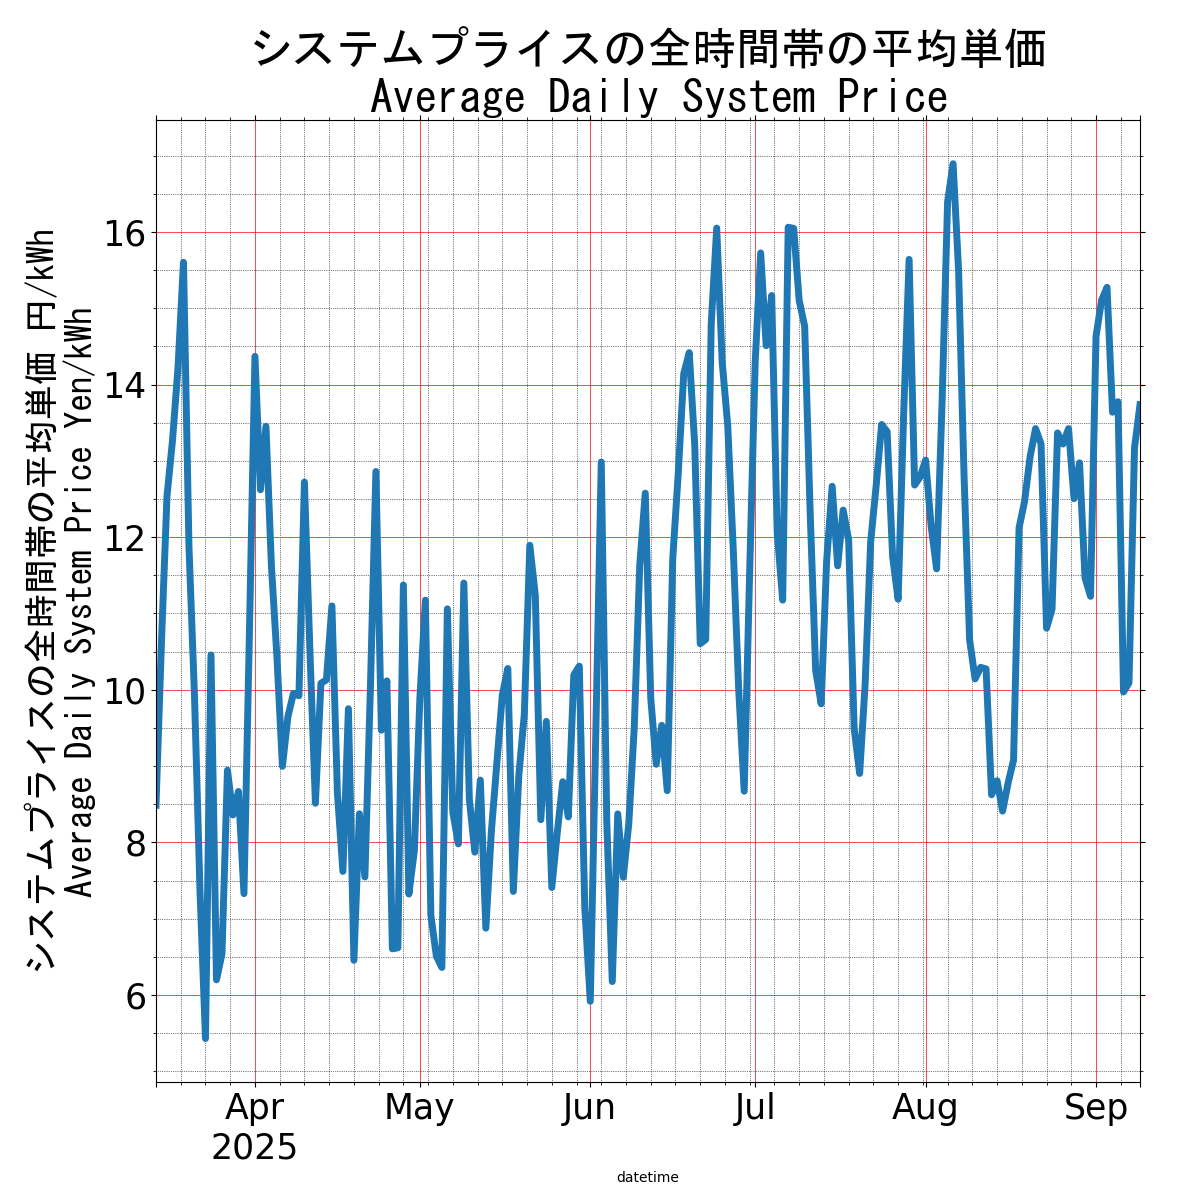 システムプライスの全時間帯の平均単価
Average Daily System Price
システムプライスの全時間帯の平均単価 円/kWh
Average Daily System Price Yen/kWh
16
14
12
10
8
6
Apr
May
Jun
Jul
Aug
Sep
2025
datetime